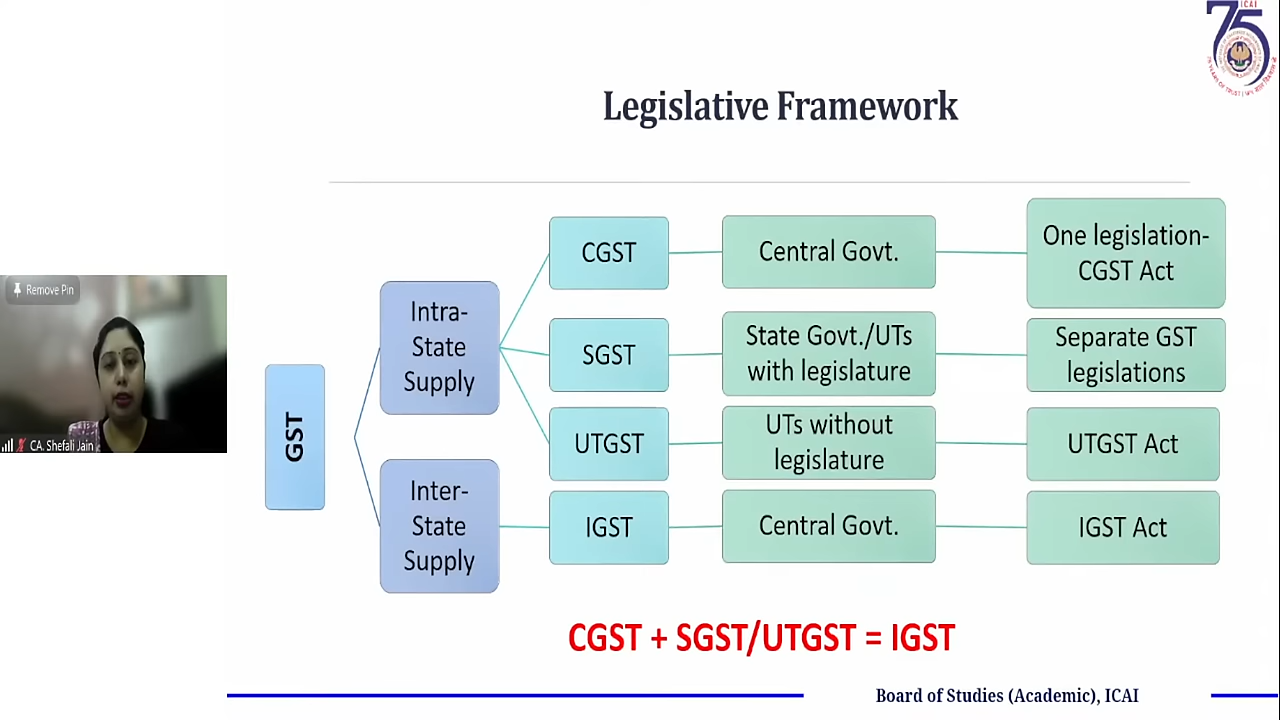 ICAI
75
Legislative Framework
Remove Pin
CA. Shefali Jain
GST
Intra-
State
Supply
Inter-
State
Supply
CGST
Central Govt.
One legislation-
CGST Act
SGST
State Govt./UTs
with legislature
Separate GST
legislations
UTGST
UTs without
legislature
UTGST Act
IGST
Central Govt.
IGST Act
CGST + SGST/UTGST = IGST
Board of Studies (Academic), ICAI